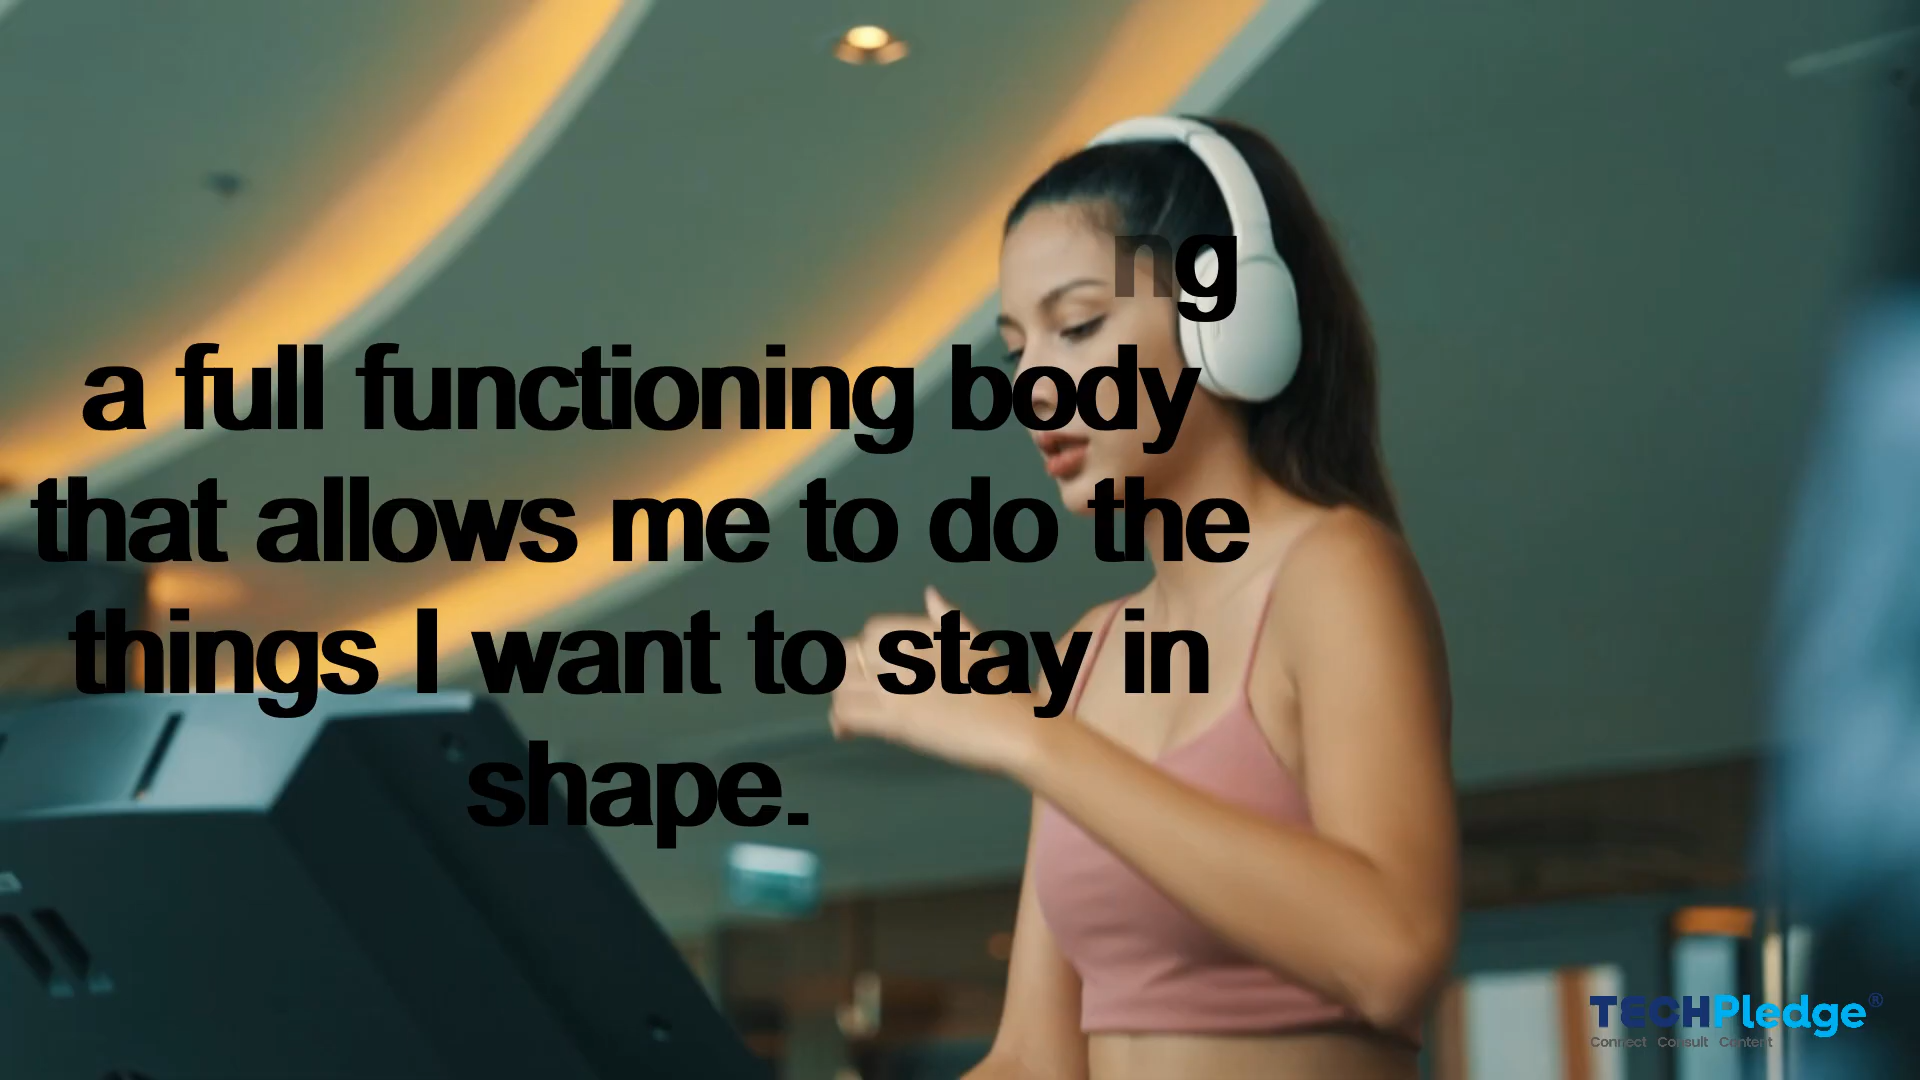 ng
a full functioning body
that allows me to do the
things I want to stay in
shape.
TECHPledge®
Connect Consult Content